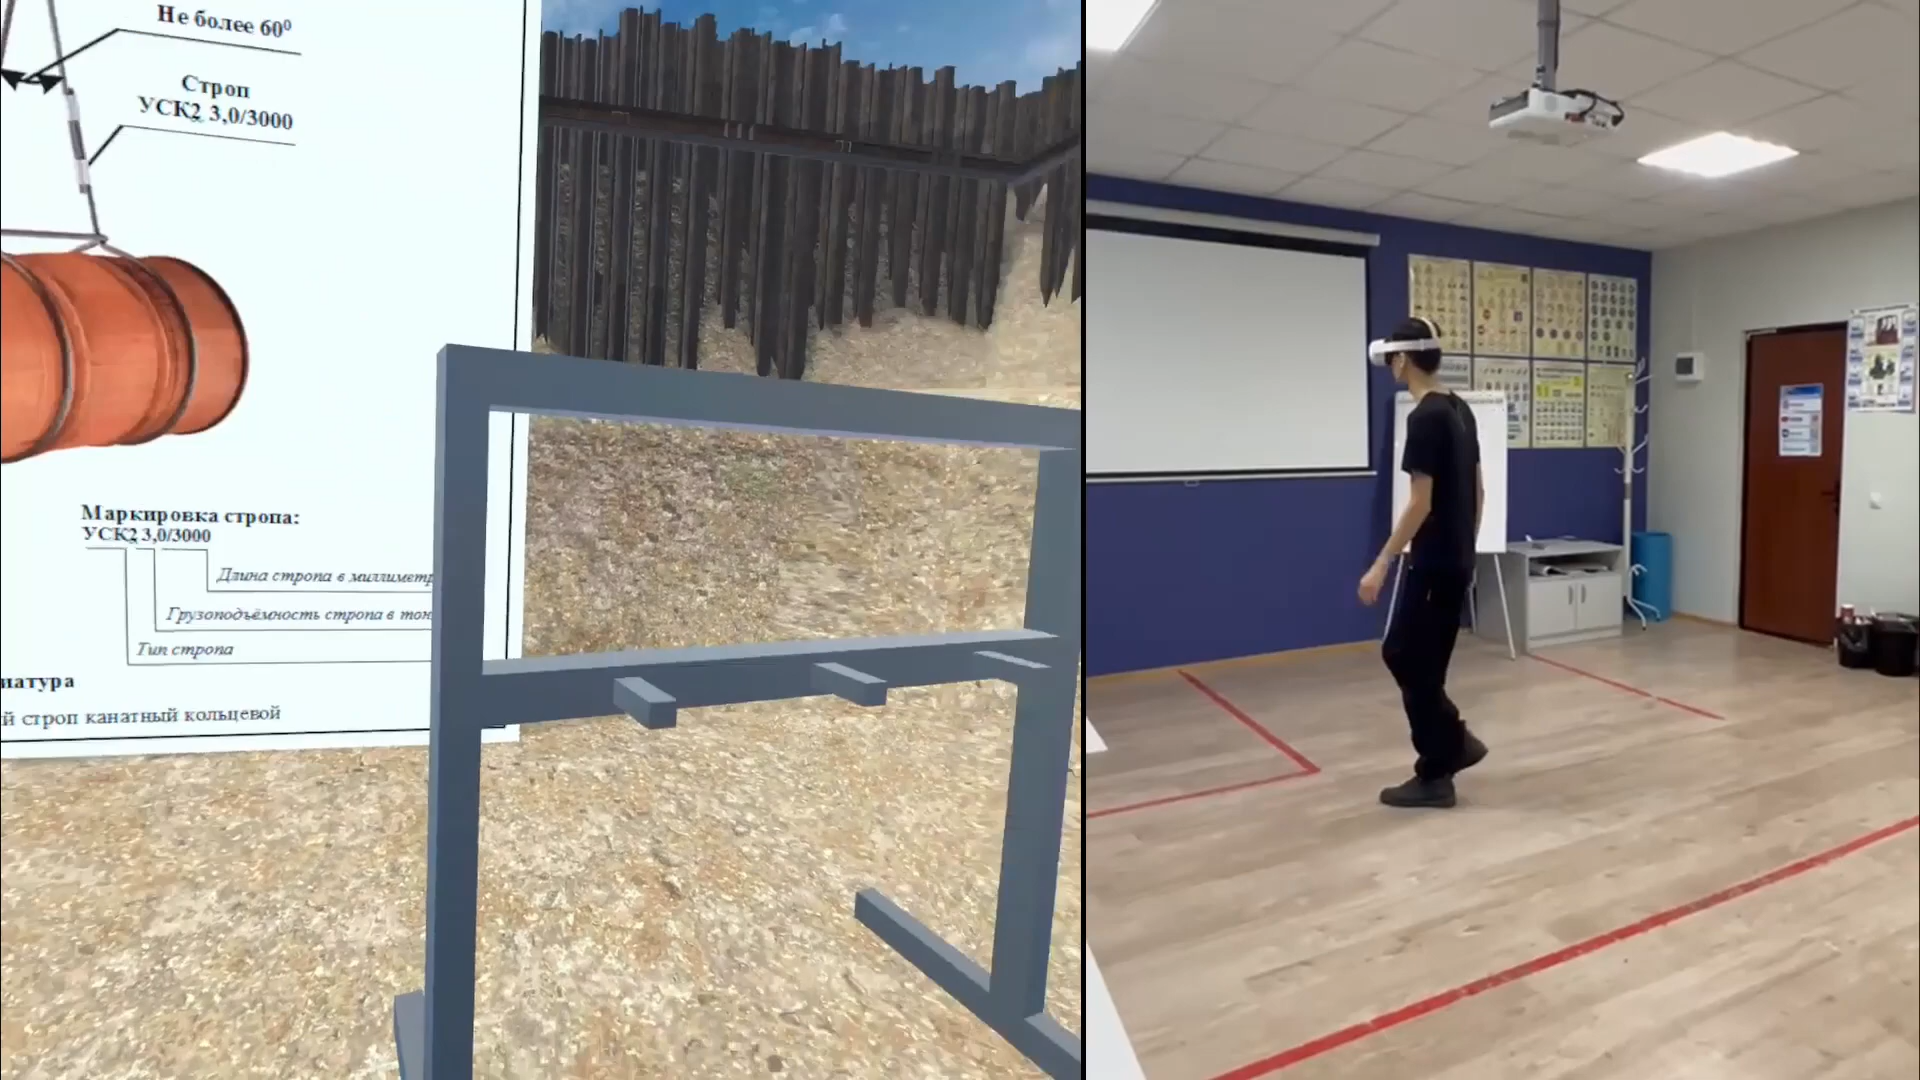 Не более 60⁰
Строп
УСК2 3,0/3000
Маркировка стропа:
УСК2 3,0/3000
Длина стропа в миллиметр
Грузоподъёмность стропа в тон
Тип стропа
иатура
й строп канатный кольцевой